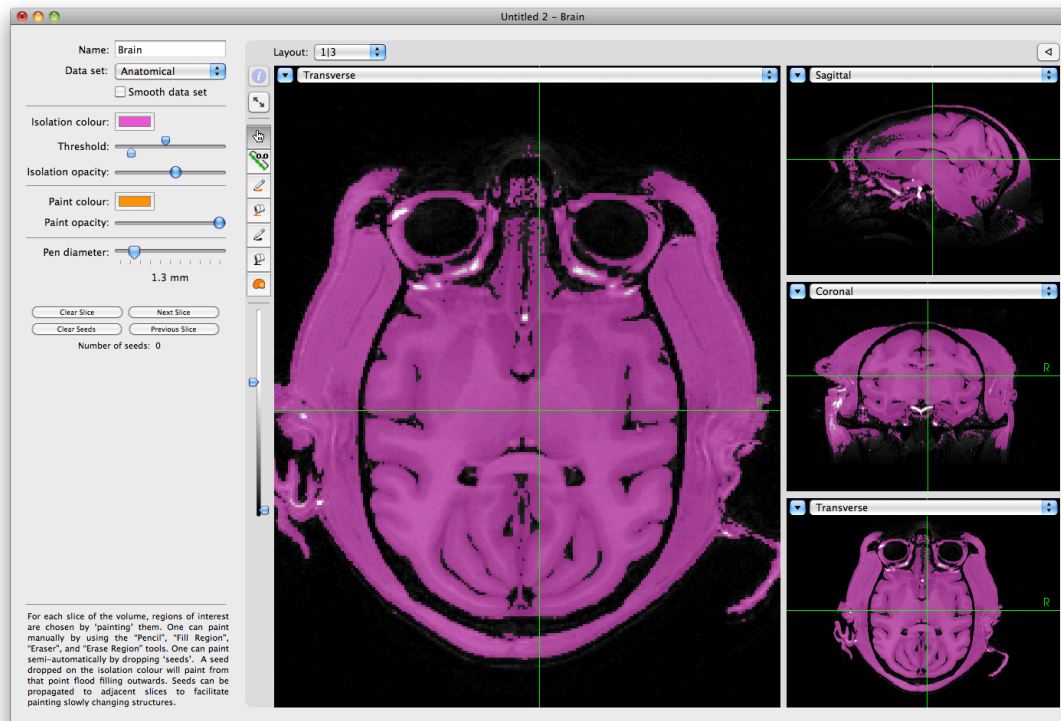 Untitled 2 – Brain
Name: Brain
Data set: Anatomical
Smooth data set
Isolation colour:
Threshold:
Isolation opacity:
Paint colour:
Paint opacity:
Pen diameter:
1.3 mm
Clear Slice Next Slice
Clear Seeds Previous Slice
Number of seeds: 0
For each slice of the volume, regions of interest
are chosen by 'painting' them. One can paint
manually by using the "Pencil", "Fill Region",
"Eraser", and "Erase Region" tools. One can paint
semi-automatically by dropping 'seeds'. A seed
dropped on the isolation colour will paint from
that point flood filling outwards. Seeds can be
propagated to adjacent slices to facilitate
painting slowly changing structures.
Layout: 1|3
Transverse
R
Sagittal
Coronal
R
Transverse
R